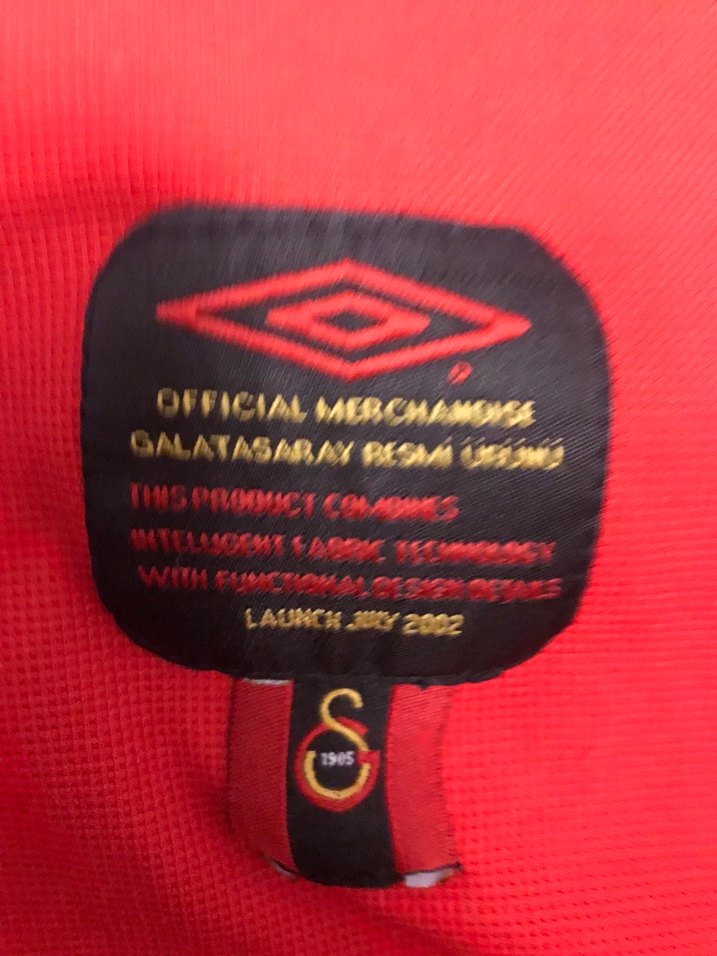 ®
OFFICIAL MERCHANDISE
GALATASARAY RESMİ ÜRÜNÜ
THIS PRODUCT COMBINES
INTELLIGENT FABRIC TECHNOLOGY
WITH FUNCTIONAL DESIGN DETAILS
LAUNCH JULY 2002
GS
1905